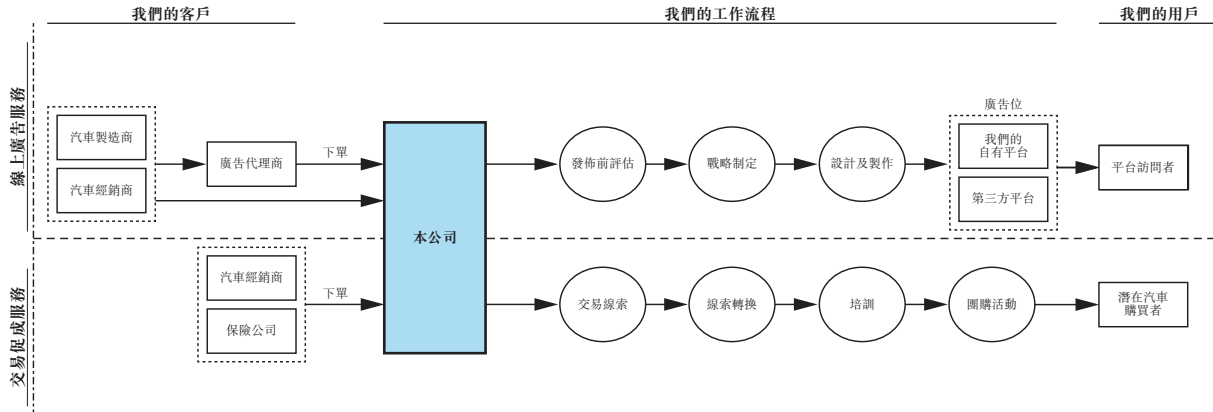 我們的客戶
我們的工作流程
我們的用戶
線上廣告服務
汽車製造商
汽車經銷商
廣告代理商
下單
本公司
發佈前評估
戰略制定
設計及製作
廣告位
我們的
自有平台
第三方平台
平台訪問者
交易促成服務
汽車經銷商
保險公司
下單
交易線索
線索轉換
培訓
團購活動
潛在汽車
購買者